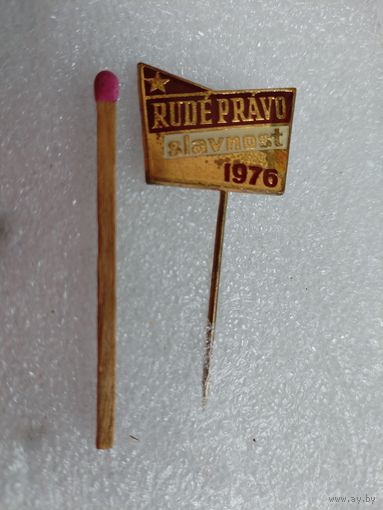 RUDÉ PRÁVO
slavnost
1976
www.ay.by